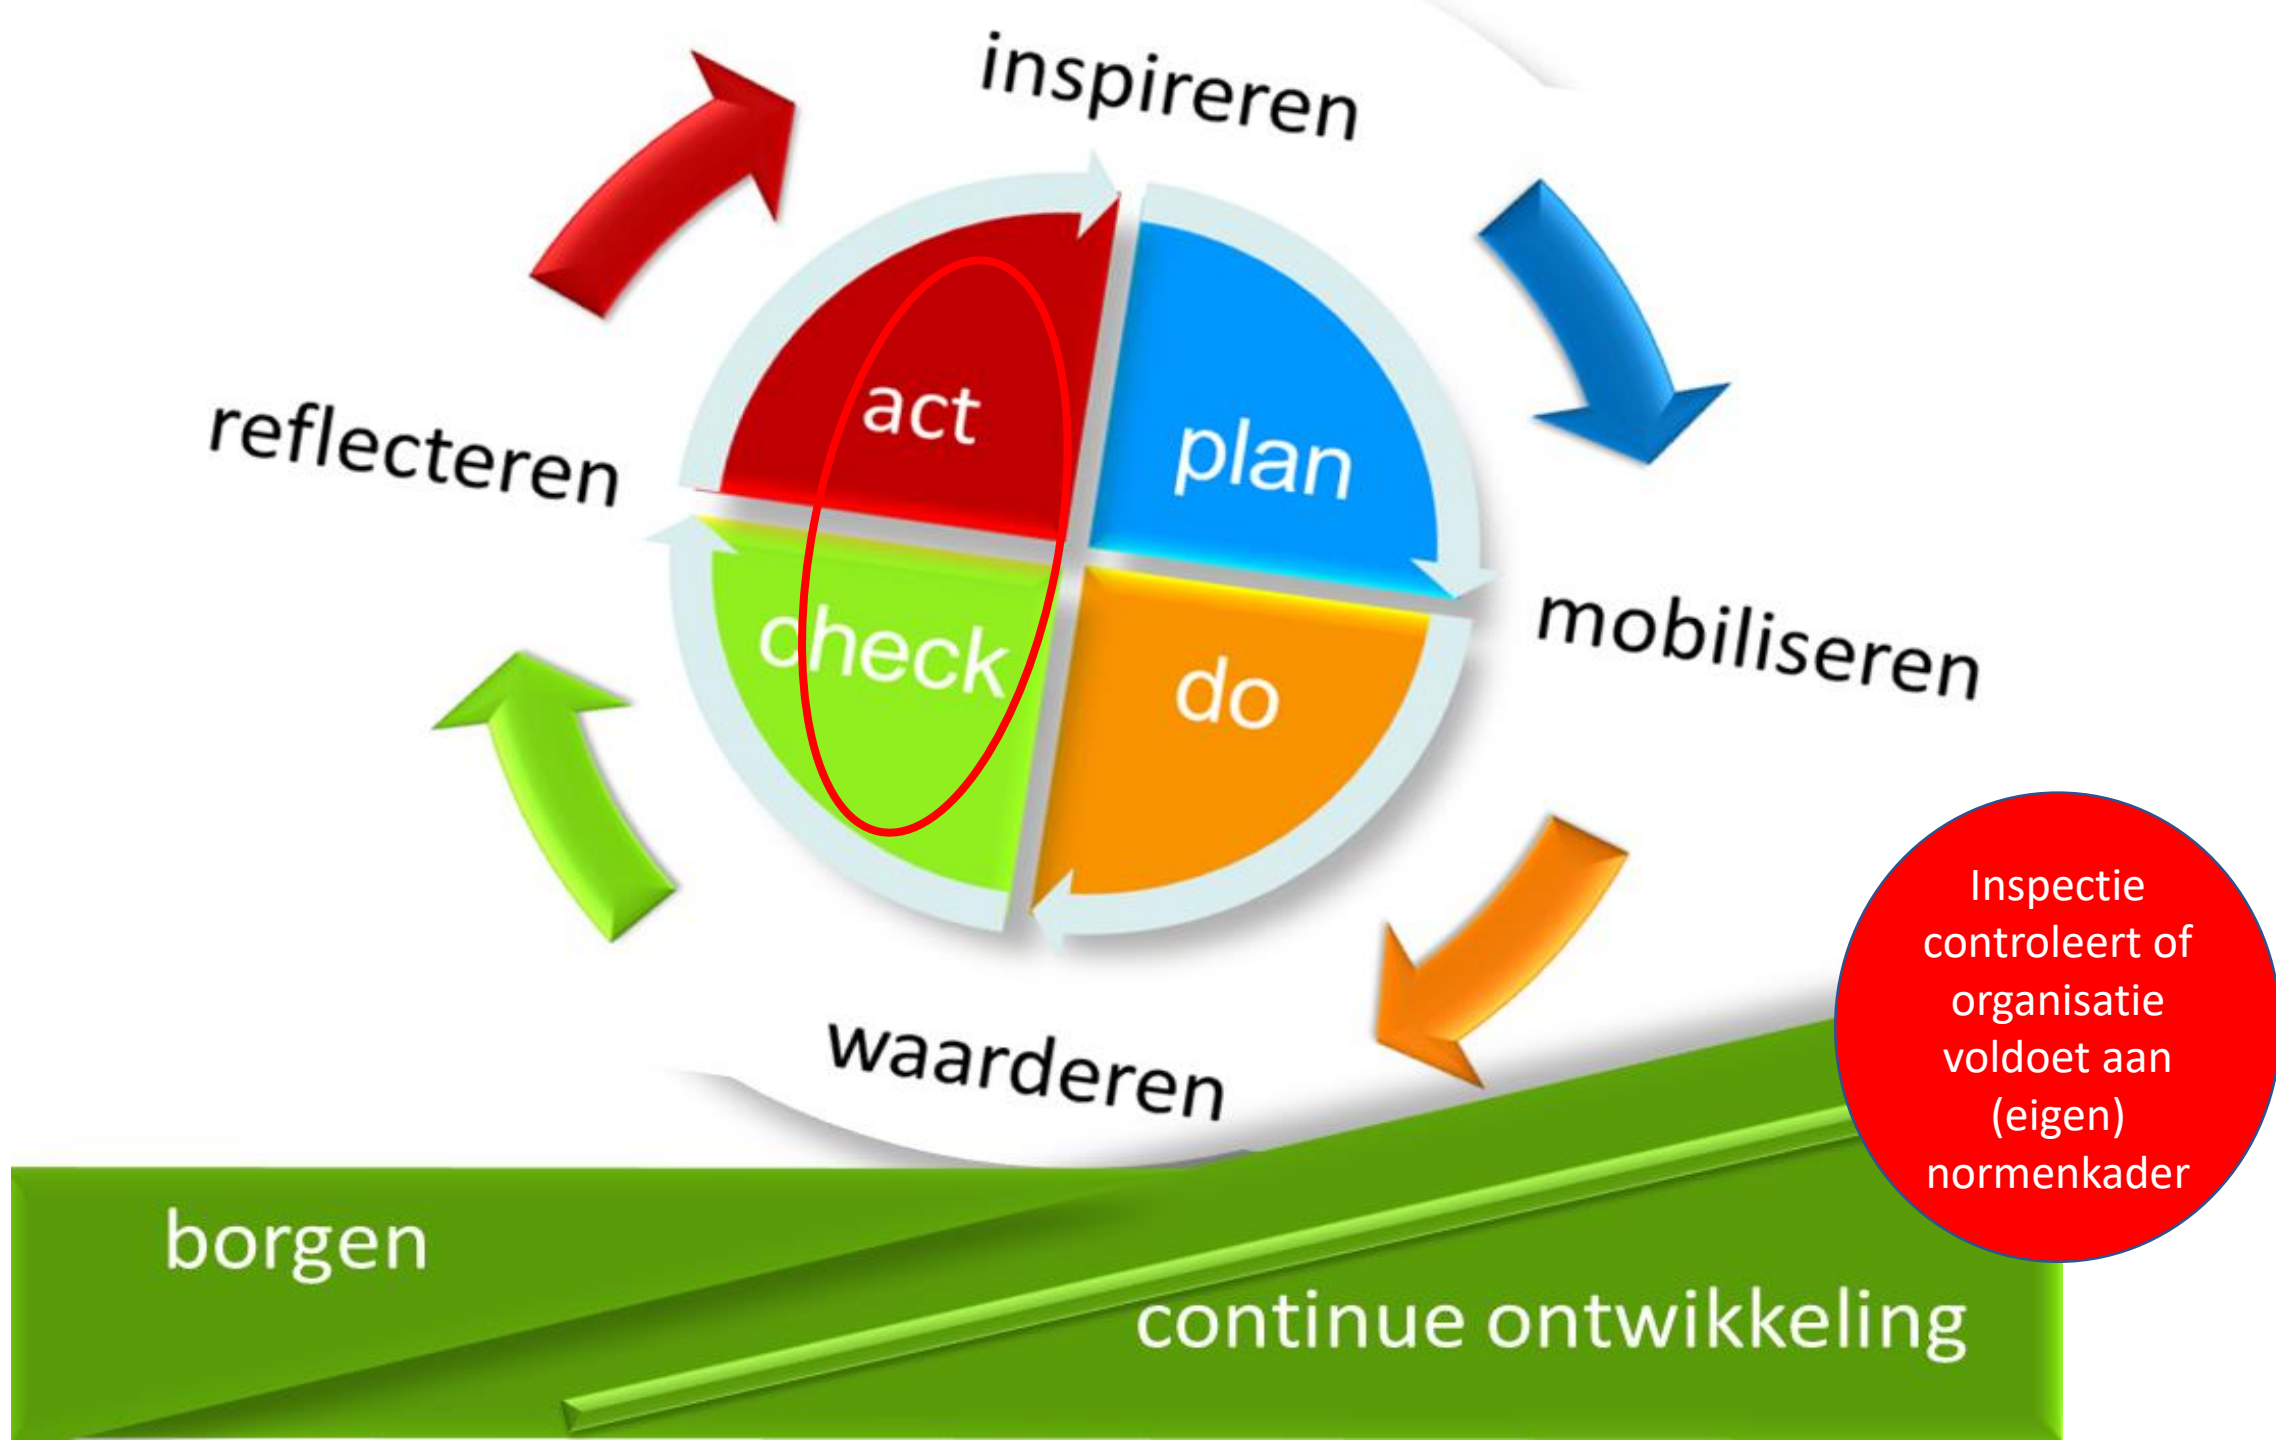 inspireren
act
plan
reflecteren
check
do
mobiliseren
waarderen
Inspectie
controleert of
organisatie
voldoet aan
(eigen)
normenkader
borgen
continue ontwikkeling